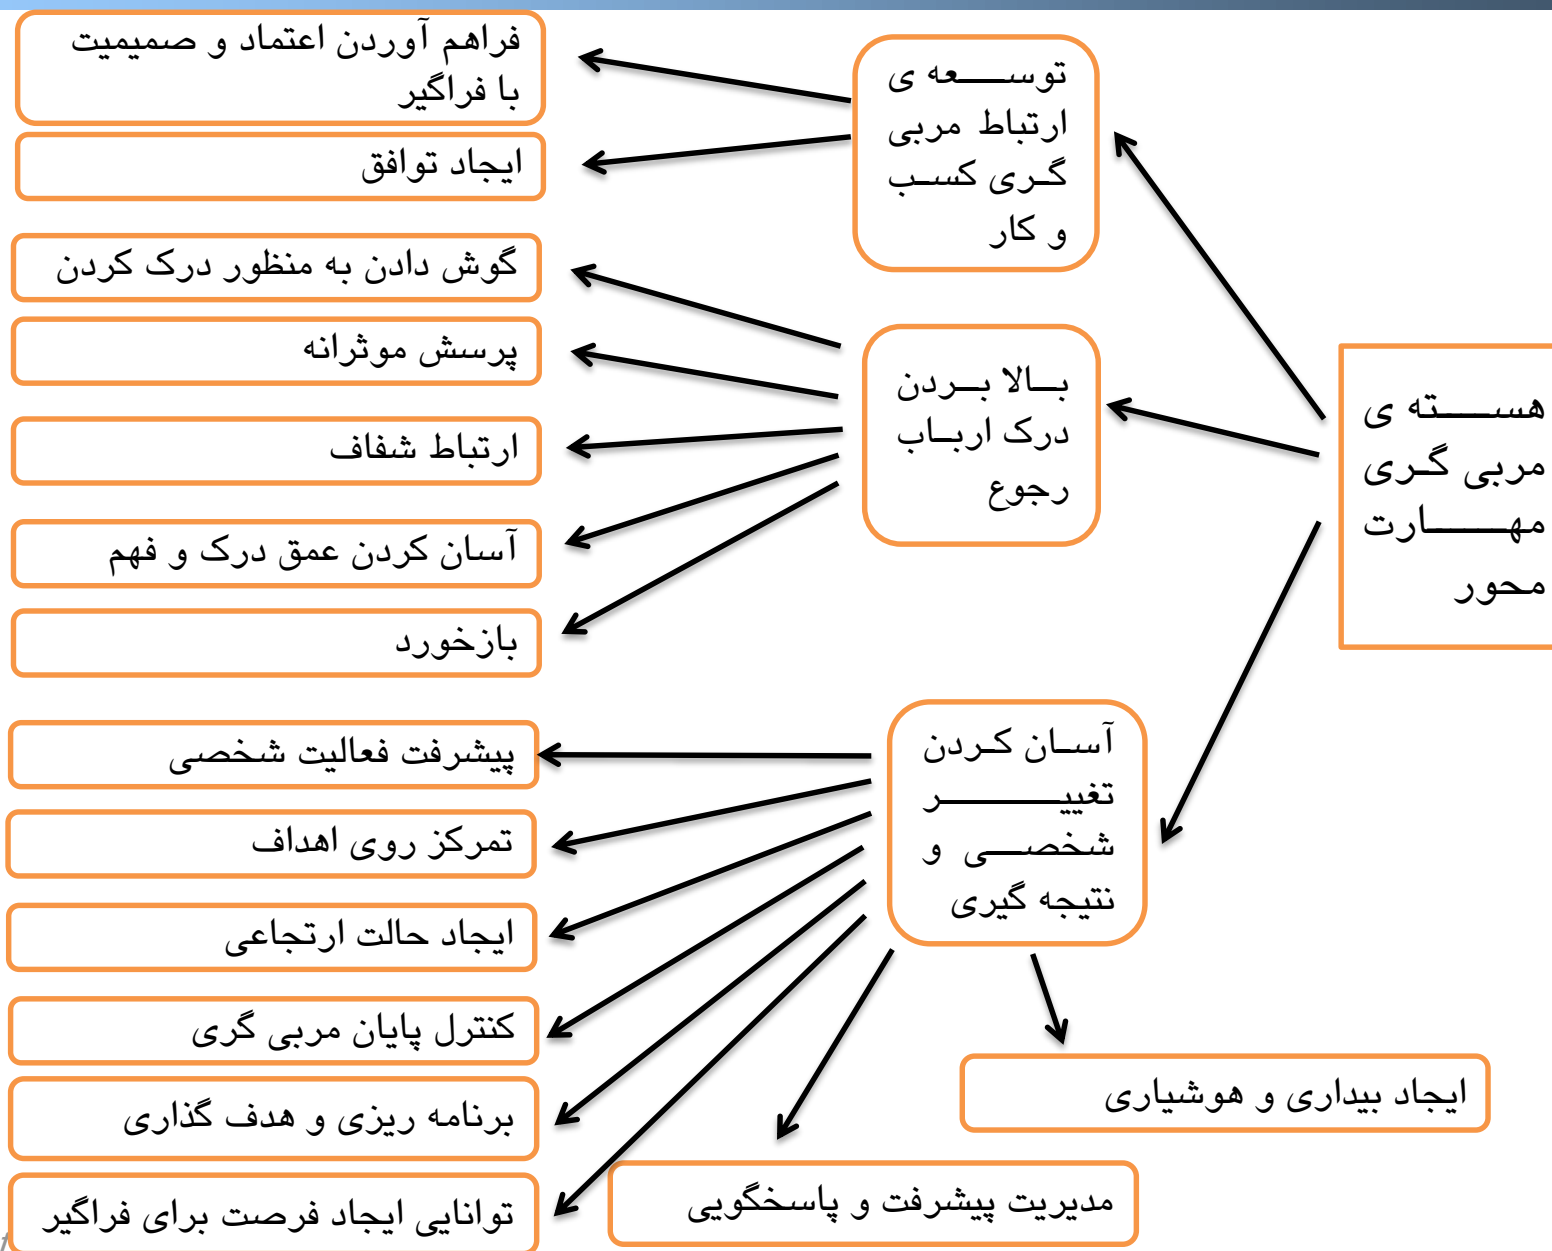 هسته ی
مربی گری
مهارت
محور
توسعه ی
ارتباط مربی
گری کسب
و کار
فراهم آوردن اعتماد و صمیمیت
با فراگیر
ایجاد توافق
بالا بردن
درک ارباب
رجوع
گوش دادن به منظور درک کردن
پرسش موثرانه
ارتباط شفاف
آسان کردن عمق درک و فهم
بازخورد
آسان کردن
تغییر
شخصی و
نتیجه گیری
پیشرفت فعالیت شخصی
تمرکز روی اهداف
ایجاد حالت ارتجاعی
کنترل پایان مربی گری
برنامه ریزی و هدف گذاری
توانایی ایجاد فرصت برای فراگیر
مدیریت پیشرفت و پاسخگویی
ایجاد بیداری و هوشیاری